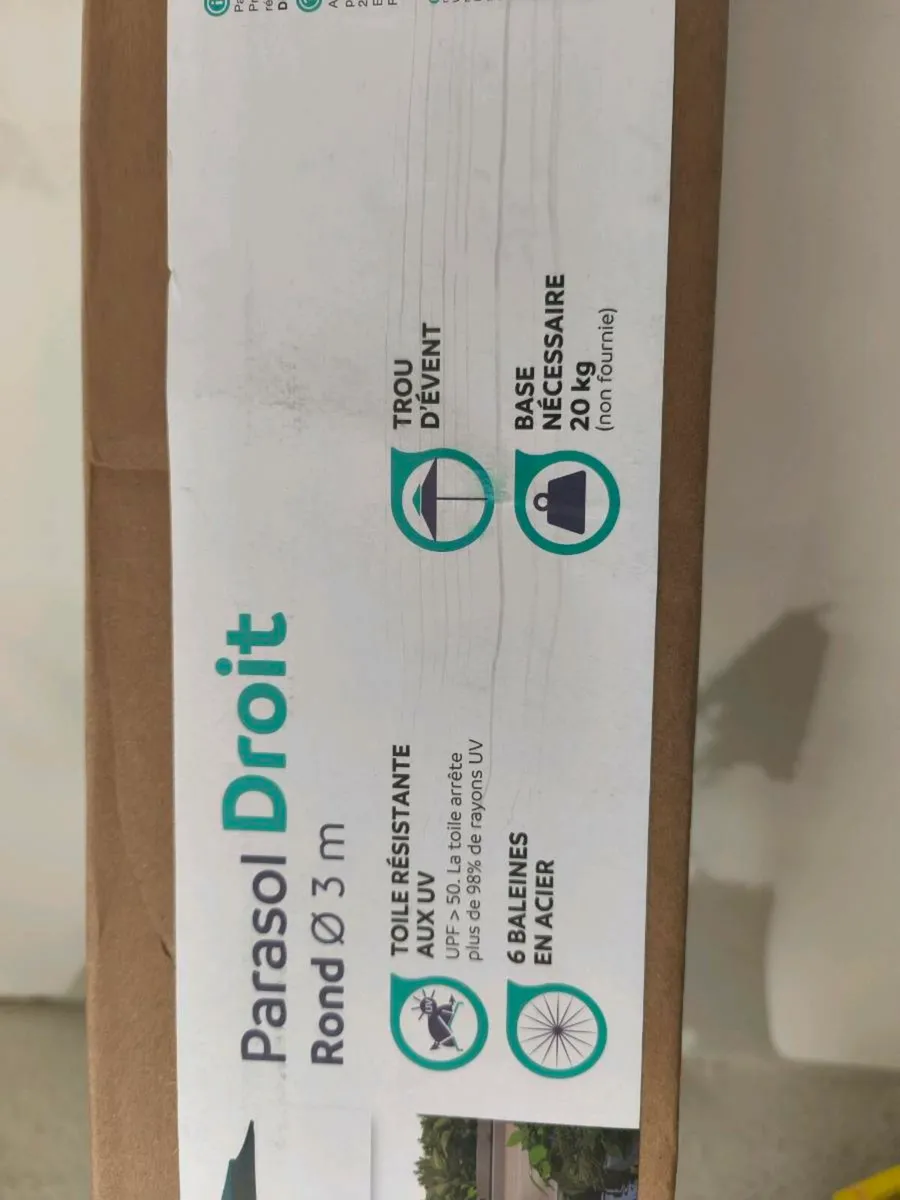 Parasol Droit
Rond Ø 3 m
TOILE RÉSISTANTE
AUX UV
UPF > 50. La toile arrête
plus de 98% de rayons UV
UV
TROU
D'ÉVENT
6 BALEINES
EN ACIER
BASE
NÉCESSAIRE
20 kg
(non fournie)